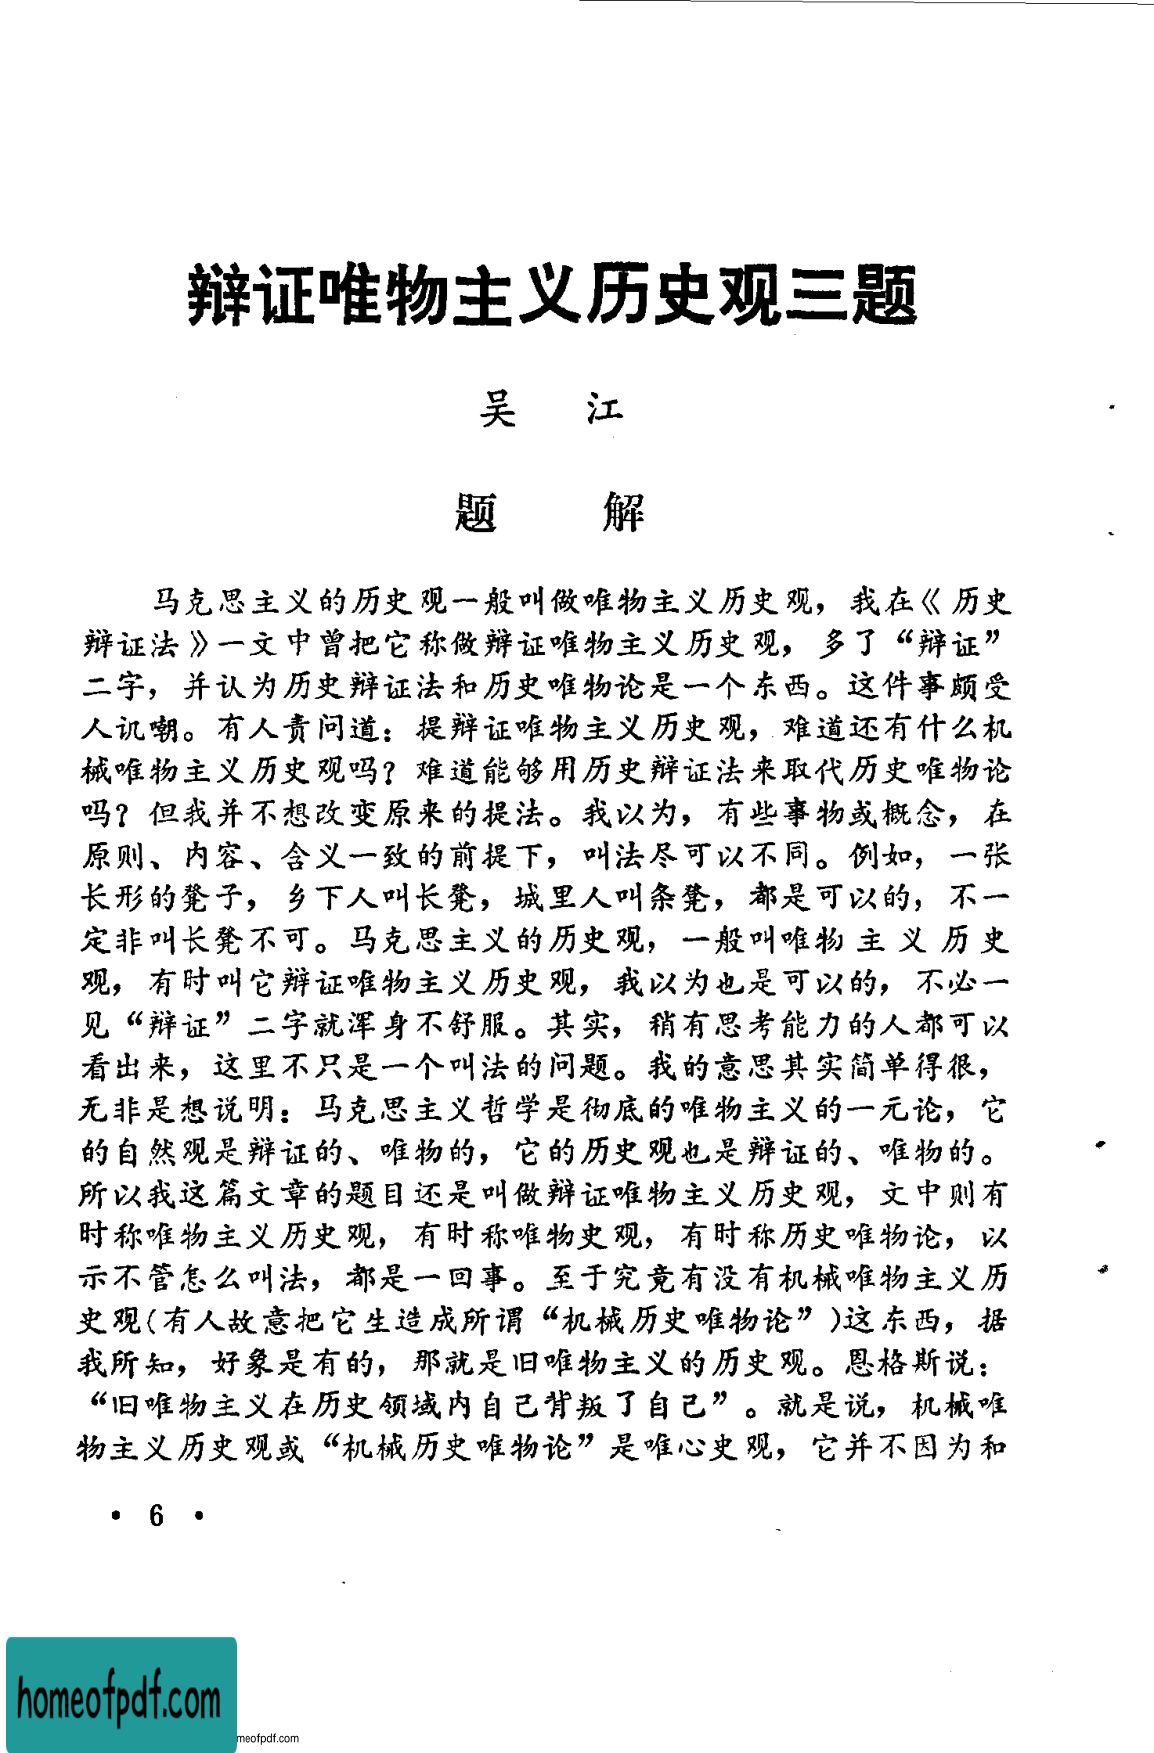 辩证唯物主义历史观三题
吴 江
题 解
马克思主义的历史观一般叫做唯物主义历史观，我在《历史
辩证法》一文中曾把它称做辩证唯物主义历史观，多了“辩证”
二字，并认为历史辩证法和历史唯物论是一个东西。这件事颇受
人讥嘲。有人责问道：提辩证唯物主义历史观，难道还有什么机
械唯物主义历史观吗？难道能够用历史辩证法来取代历史唯物论
吗？但我并不想改变原来的提法。我以为，有些事物或概念，在
原则、内容、含义一致的前提下，叫法尽可以不同。例如，一张
长形的凳子，乡下人叫长凳，城里人叫条凳，都是可以的，不一
定非叫长凳不可。马克思主义的历史观，一般叫唯物主义历史
观，有时叫它辩证唯物主义历史观，我以为也是可以的，不必一
见“辩证”二字就浑身不舒服。其实，稍有思考能力的人都可以
看出来，这里不只是一个叫法的问题。我的意思其实简单得很，
无非是想说明：马克思主义哲学是彻底的唯物主义的一元论，它
的自然观是辩证的、唯物的，它的历史观也是辩证的、唯物的。
所以我这篇文章的题目还是叫做辩证唯物主义历史观，文中则有
时称唯物主义历史观，有时称唯物史观，有时称历史唯物论，以
示不管怎么叫法，都是一回事。至于究竟有没有机械唯物主义历
史观(有人故意把它生造成所谓“机械历史唯物论”)这东西，据
我所知，好象是有的，那就是旧唯物主义的历史观。恩格斯说：
“旧唯物主义在历史领域内自己背叛了自己”。就是说，机械唯
物主义历史观或“机械历史唯物论”是唯心史观，它并不因为和
• 6 •
homeofpdf.com
meofpdf.com